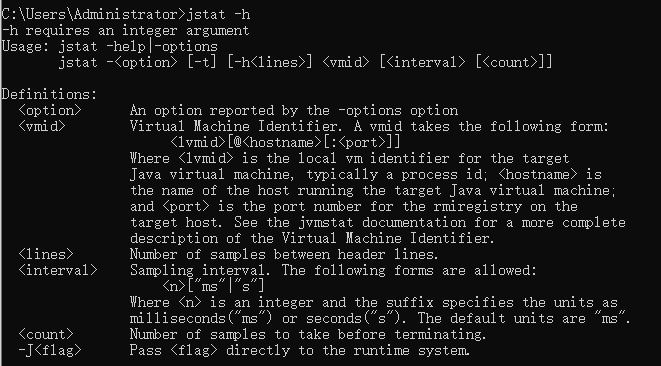 C:\Users\Administrator>jstat -h
-h requires an integer argument
Usage: jstat -help|-options
       jstat -<option> [-t] [-h<lines>] <vmid> [<interval> [<count>]]

Definitions:
  <option>      An option reported by the -options option
  <vmid>        Virtual Machine Identifier. A vmid takes the following form:
                     <lvmid>[@<hostname>[:<port>]]
                Where <lvmid> is the local vm identifier for the target
                Java virtual machine, typically a process id; <hostname> is
                the name of the host running the target Java virtual machine;
                and <port> is the port number for the rmiregistry on the
                target host. See the jvmstat documentation for a more complete
                description of the Virtual Machine Identifier.
  <lines>       Number of samples between header lines.
  <interval>    Sampling interval. The following forms are allowed:
                    <n>["ms"|"s"]
                Where <n> is an integer and the suffix specifies the units as
                milliseconds("ms") or seconds("s"). The default units are "ms".
  <count>       Number of samples to take before terminating.
  -J<flag>      Pass <flag> directly to the runtime system.